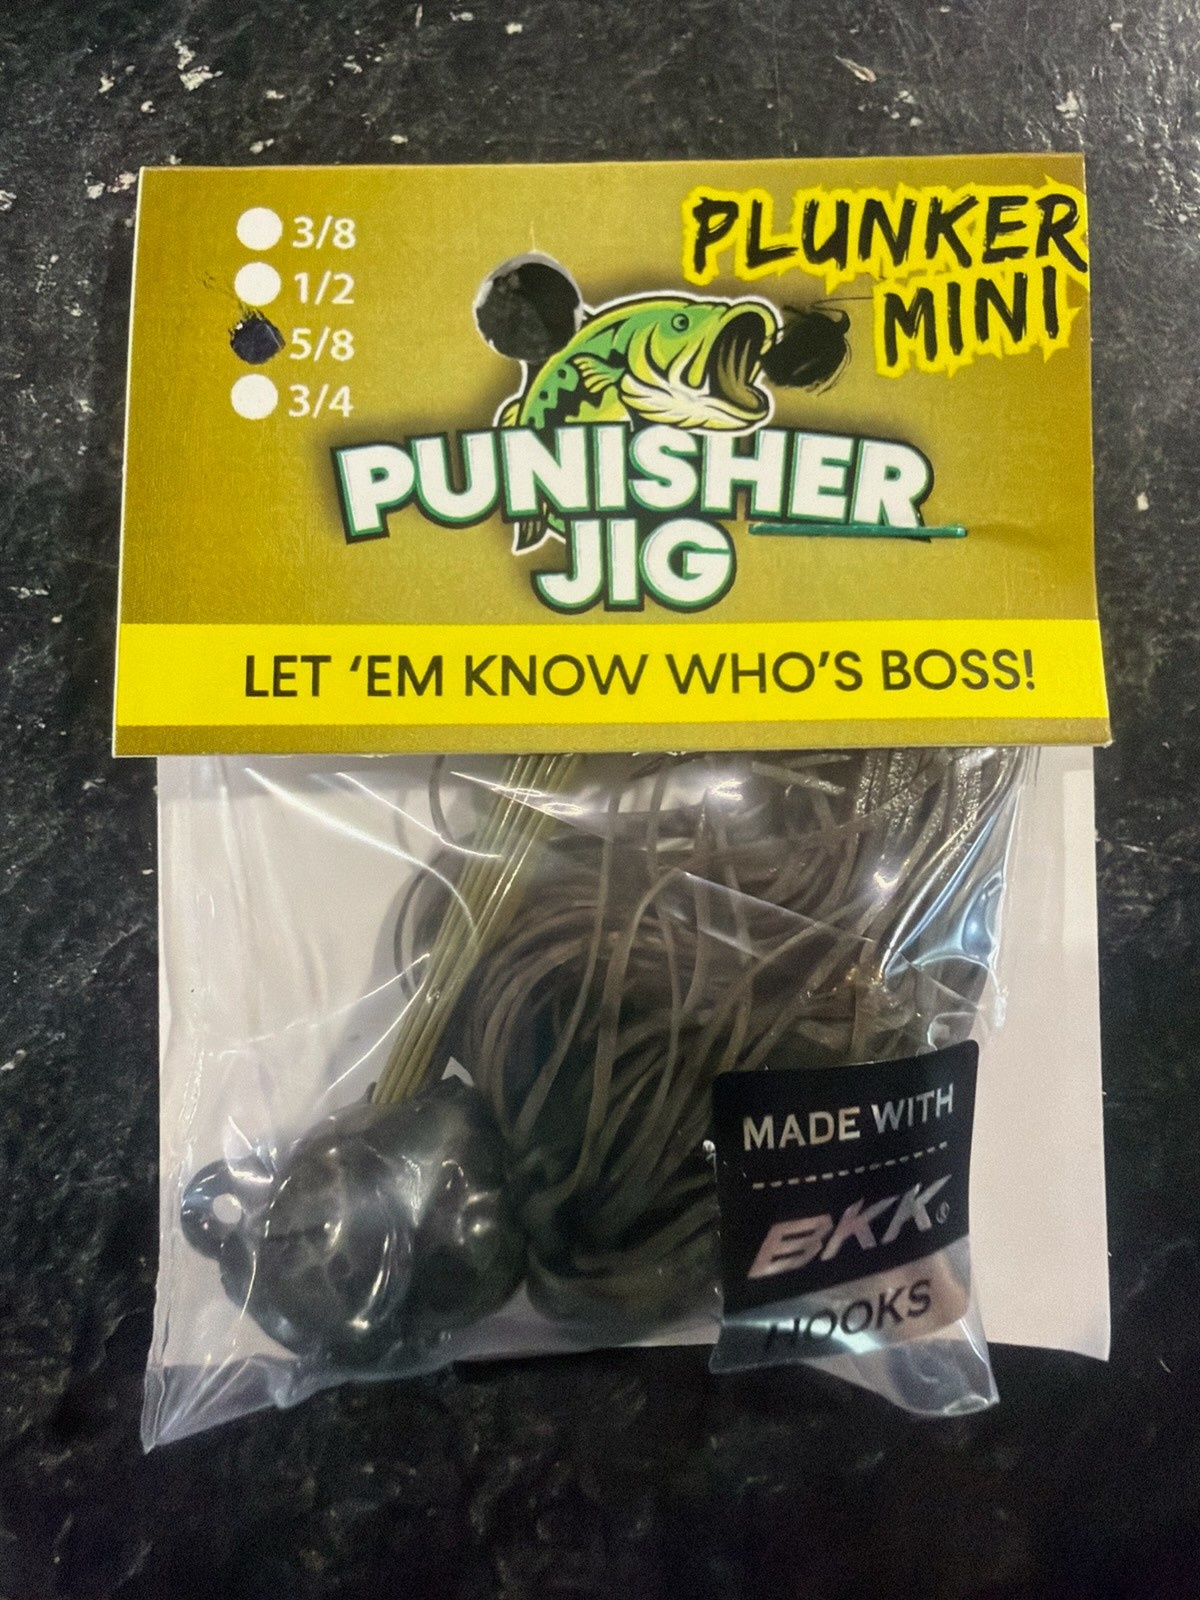 3/8
1/2
5/8
3/4
PLUNKER
MINI
PUNISHER
JIG
LET ‘EM KNOW WHO’S BOSS!
MADE WITH
BKK®
HOOKS